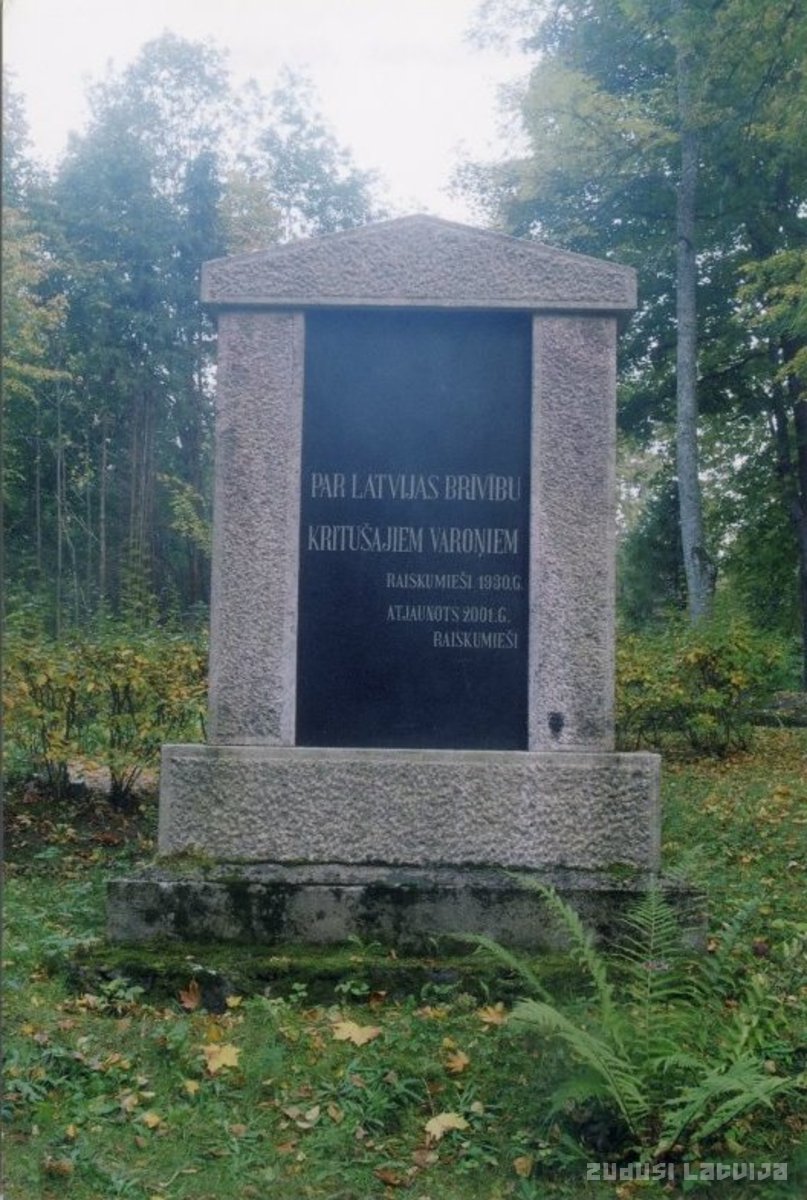 PAR LATVIJAS BRĪVĪBU
KRITUŠAJIEM VAROŅIEM
RAISKUMIEŠI 1930.G.
ATJAUNOTS 2001.G.
RAISKUMIEŠI
ZUDUSI LATVIJA